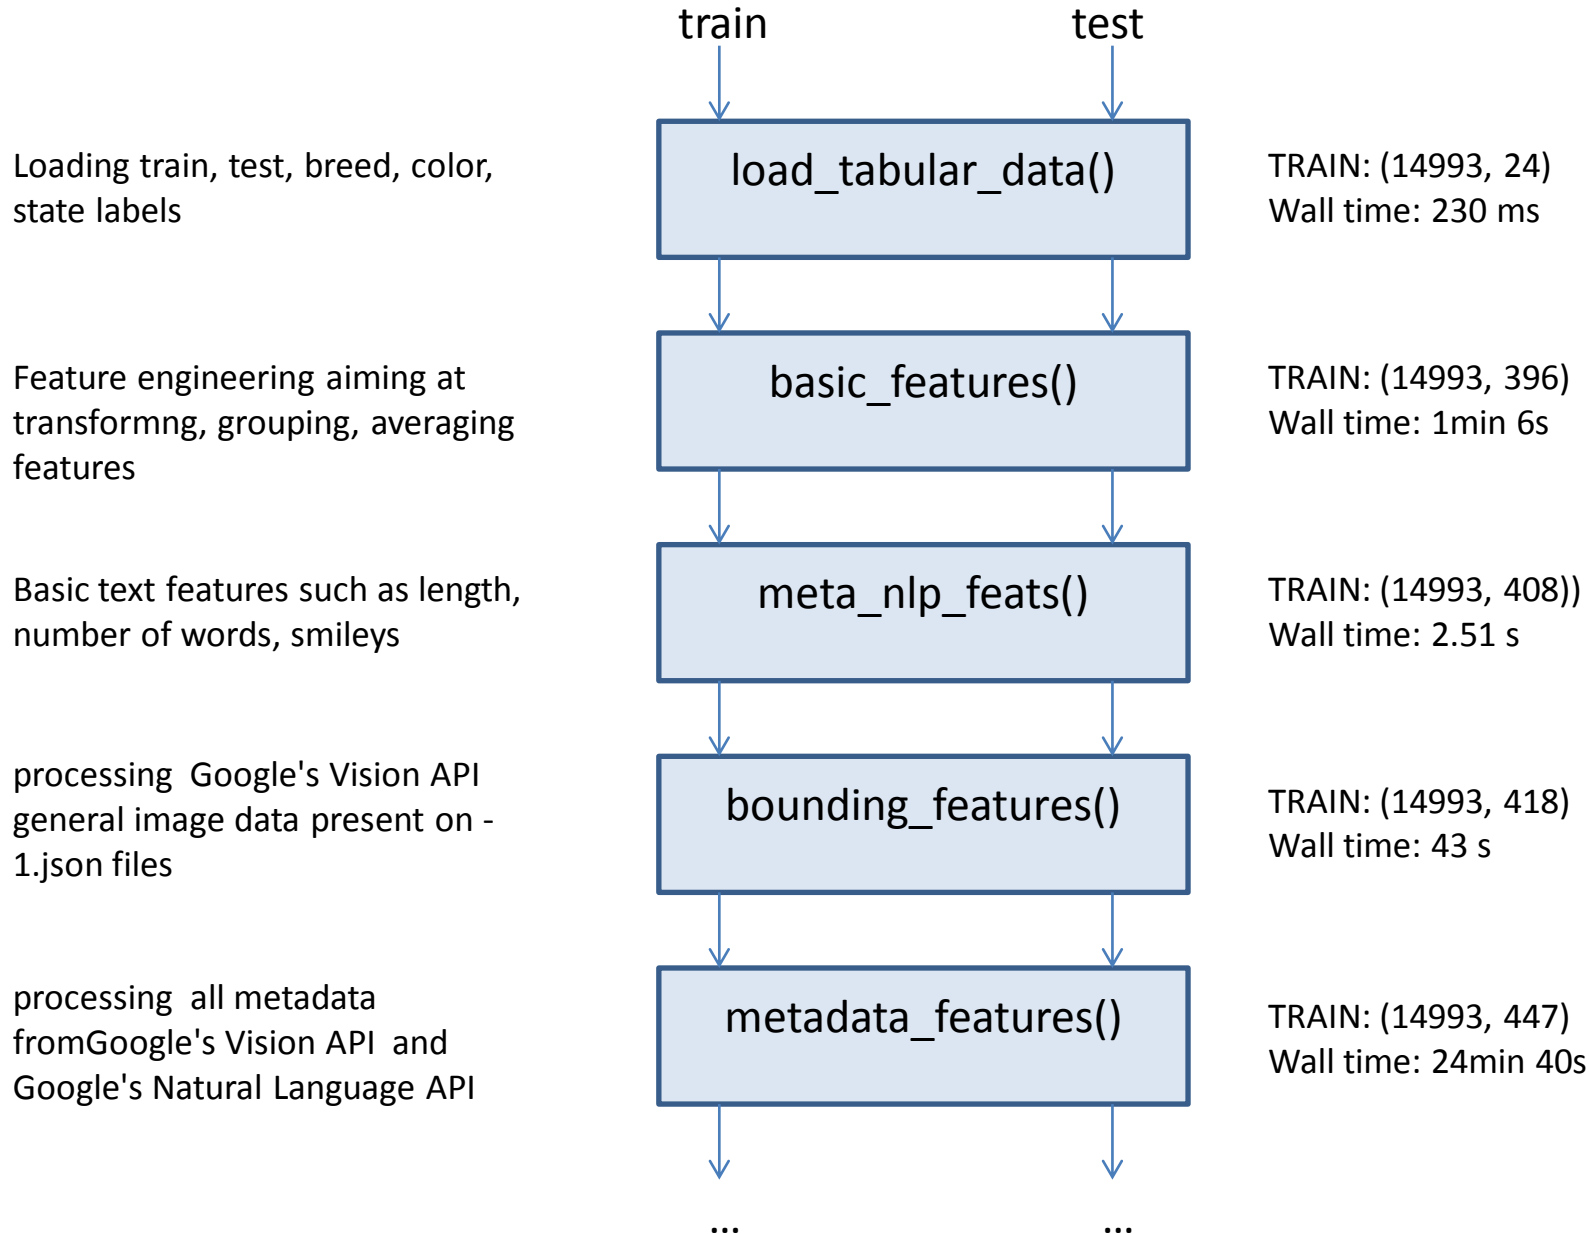 train
test
Loading train, test, breed, color,
state labels
load_tabular_data()
TRAIN: (14993, 24)
Wall time: 230 ms
Feature engineering aiming at
transformng, grouping, averaging
features
basic_features()
TRAIN: (14993, 396)
Wall time: 1min 6s
Basic text features such as length,
number of words, smileys
meta_nlp_feats()
TRAIN: (14993, 408))
Wall time: 2.51 s
processing  Google's Vision API
general image data present on -
1.json files
bounding_features()
TRAIN: (14993, 418)
Wall time: 43 s
processing  all metadata
fromGoogle's Vision API  and
Google's Natural Language API
metadata_features()
TRAIN: (14993, 447)
Wall time: 24min 40s
...
...